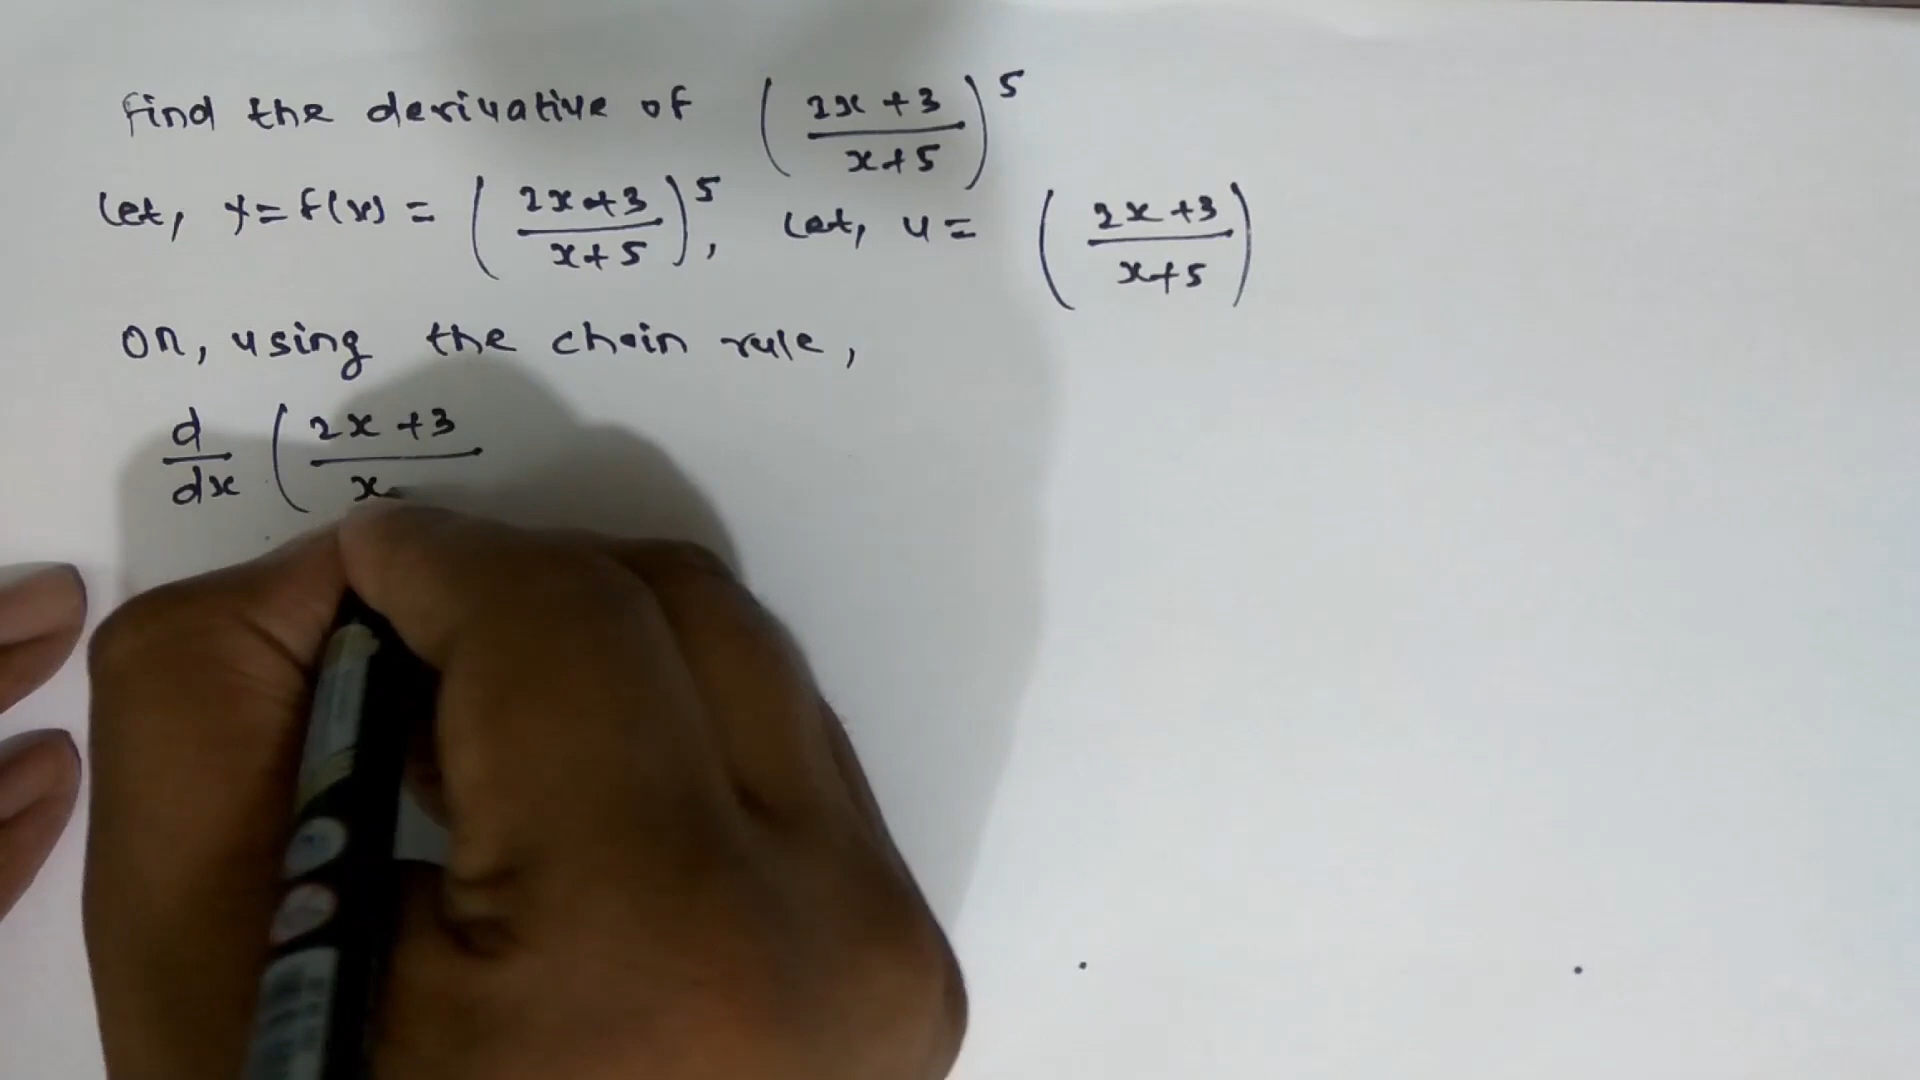 Find the derivative of (2x+3/x+5)^5
Let, y=f(x) = (2x+3/x+5)^5, Let, u = (2x+3/x+5)
on, using the chain rule,
d/dx (2x+3/x